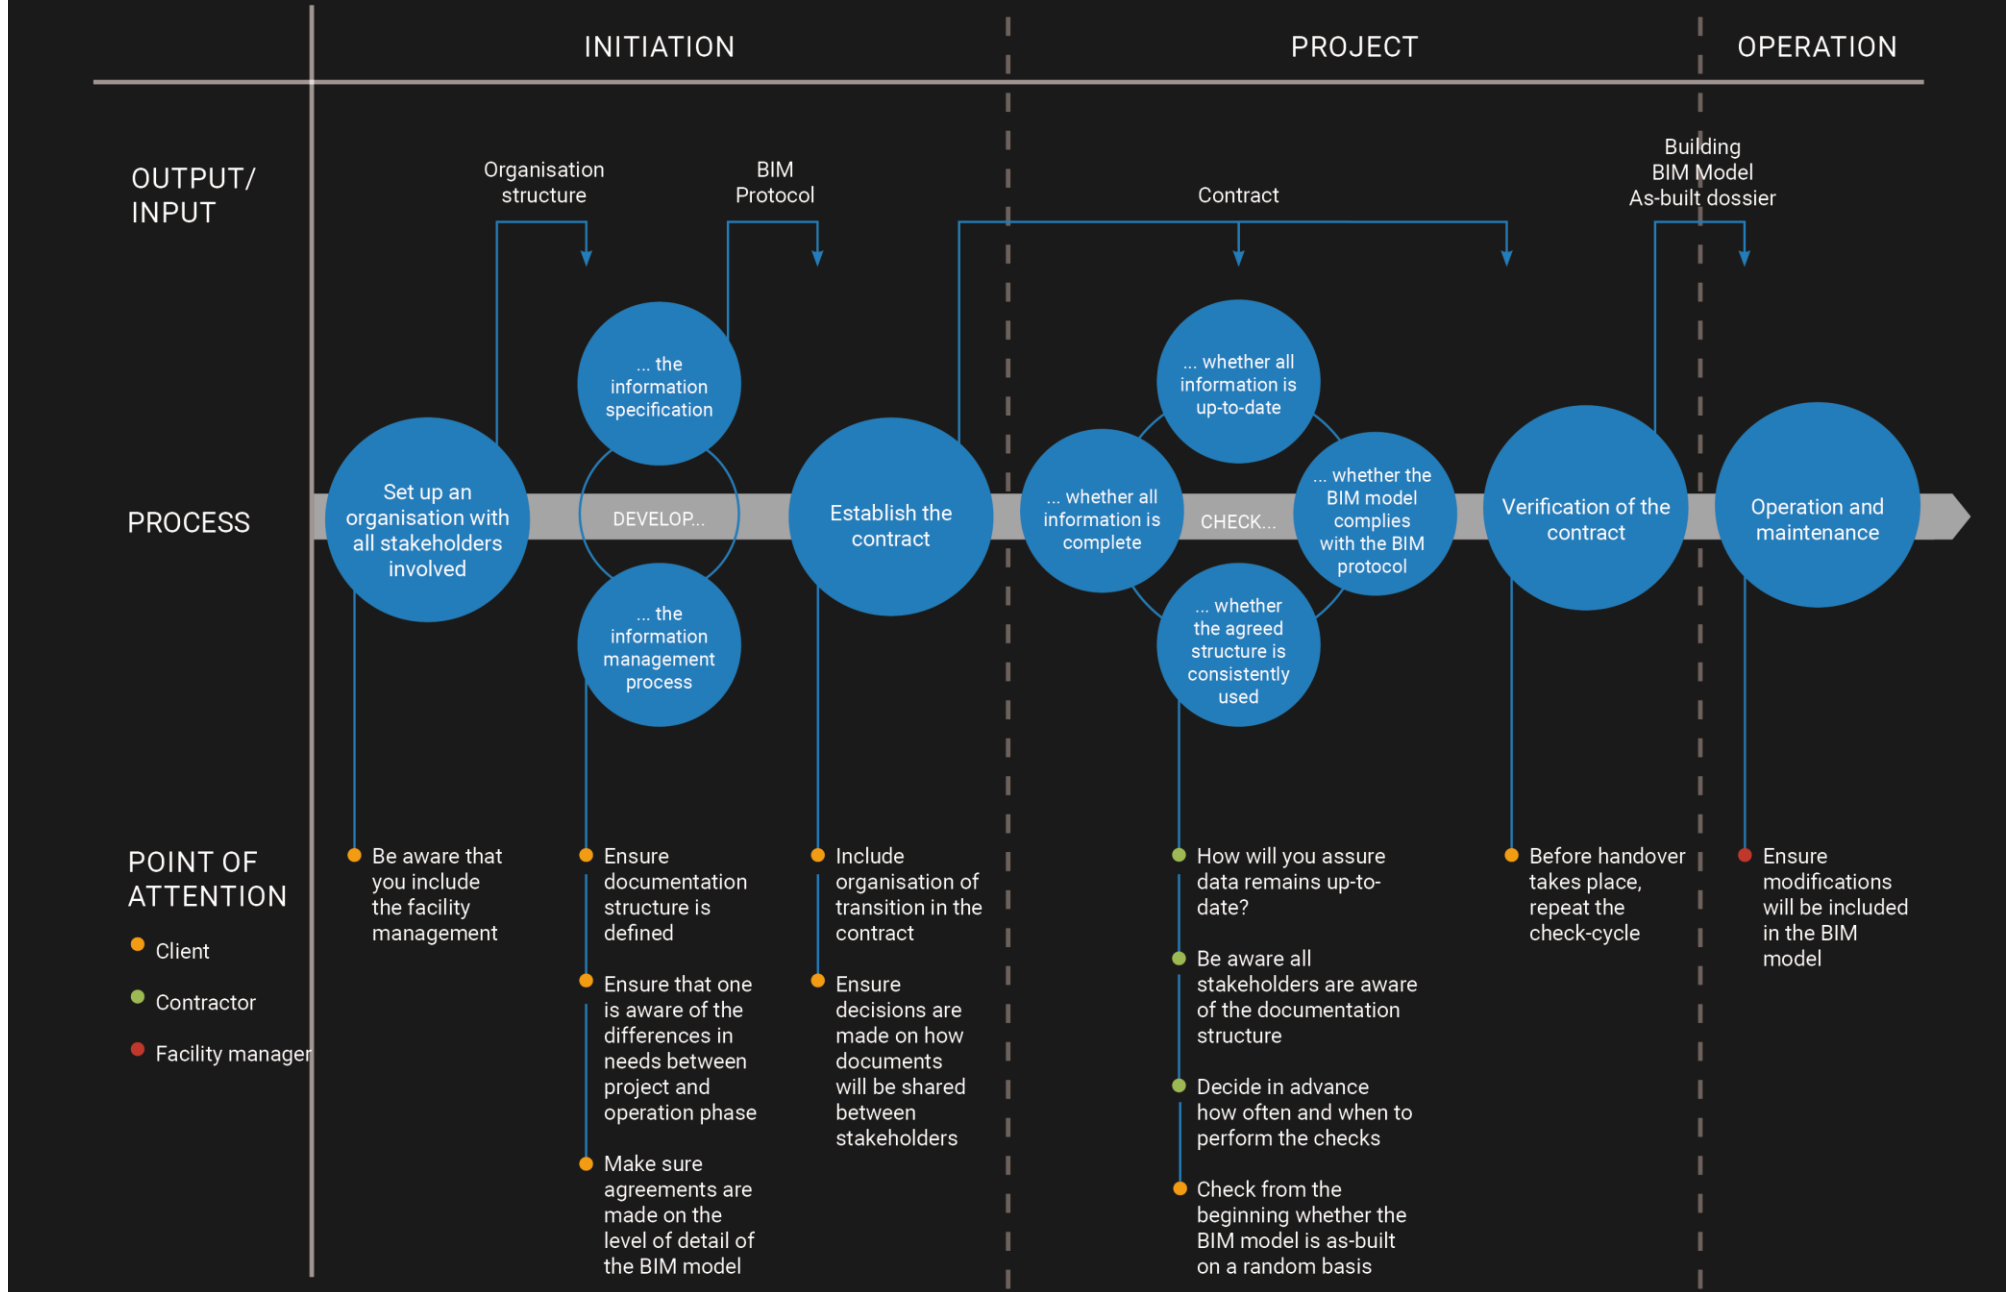 INITIATION
PROJECT
OPERATION
OUTPUT/
INPUT
Organisation
structure
BIM
Protocol
Contract
Building
BIM Model
As-built dossier
PROCESS
Set up an
organisation with
all stakeholders
involved
DEVELOP...
... the
information
specification
... the
information
management
process
Establish the
contract
CHECK...
... whether all
information is
complete
... whether all
information is
up-to-date
... whether the
BIM model
complies
with the BIM
protocol
... whether
the agreed
structure is
consistently
used
Verification of the
contract
Operation and
maintenance
POINT OF
ATTENTION
Client
Contractor
Facility manager
Be aware that
you include
the facility
management
Ensure
documentation
structure is
defined
Ensure that one
is aware of the
differences in
needs between
project and
operation phase
Make sure
agreements are
made on the
level of detail of
the BIM model
Include
organisation of
transition in the
contract
Ensure
decisions are
made on how
documents
will be shared
between
stakeholders
How will you assure
data remains up-to-
date?
Be aware all
stakeholders are aware
of the documentation
structure
Decide in advance
how often and when to
perform the checks
Check from the
beginning whether the
BIM model is as-built
on a random basis
Before handover
takes place,
repeat the
check-cycle
Ensure
modifications
will be included
in the BIM
model